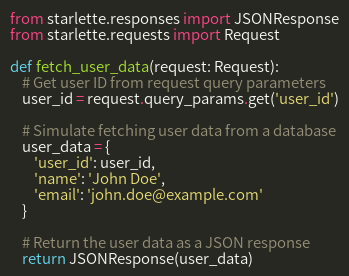 from starlette.responses import JSONResponse
from starlette.requests import Request

def fetch_user_data(request: Request):
    # Get user ID from request query parameters
    user_id = request.query_params.get('user_id')

    # Simulate fetching user data from a database
    user_data = {
        'user_id': user_id,
        'name': 'John Doe',
        'email': 'john.doe@example.com'
    }

    # Return the user data as a JSON response
    return JSONResponse(user_data)